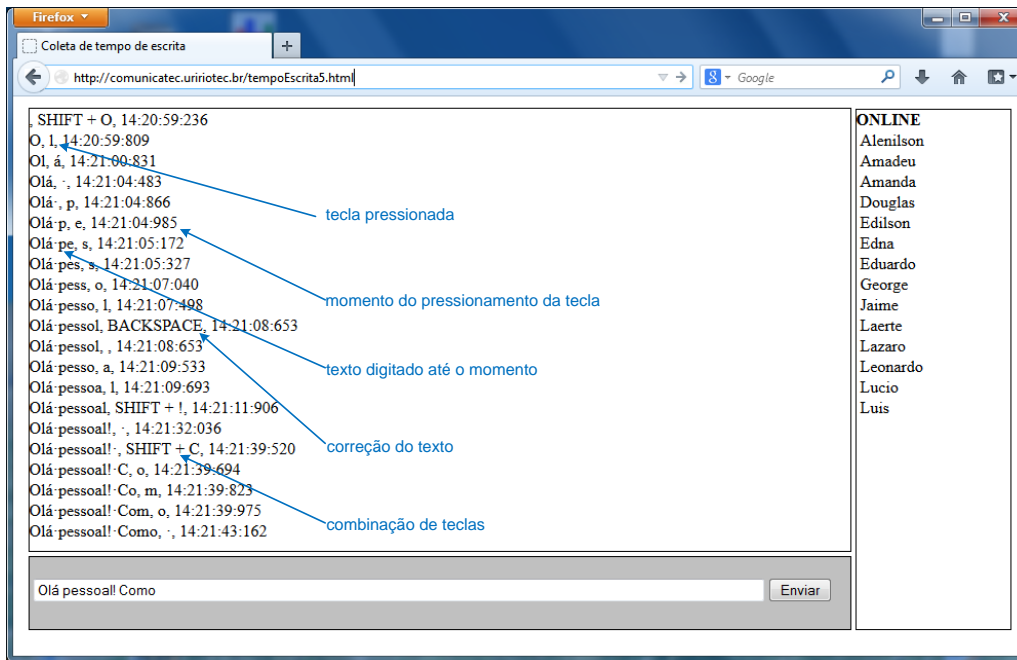 Firefox
Coleta de tempo de escrita
http://comunicatec.uririotec.br/tempoEscrita5.html
Google
, SHIFT + O, 14:20:59:236
O, l, 14:20:59:809
Ol, á, 14:21:00:831
Olá, ·, 14:21:04:483
Olá·, p, 14:21:04:866
Olá·p, e, 14:21:04:985
Olá·pe, s, 14:21:05:172
Olá·pes, s, 14:21:05:327
Olá·pess, o, 14:21:07:040
Olá·pesso, l, 14:21:07:498
Olá·pessol, BACKSPACE, 14:21:08:653
Olá·pessol, , 14:21:08:653
Olá·pesso, a, 14:21:09:533
Olá·pessoa, l, 14:21:09:693
Olá·pessoal, SHIFT + !, 14:21:11:906
Olá·pessoal!, ·, 14:21:32:036
Olá·pessoal!·, SHIFT + C, 14:21:39:520
Olá·pessoal!·C, o, 14:21:39:694
Olá·pessoal!·Co, m, 14:21:39:823
Olá·pessoal!·Com, o, 14:21:39:975
Olá·pessoal!·Como, ·, 14:21:43:162
tecla pressionada
momento do pressionamento da tecla
texto digitado até o momento
correção do texto
combinação de teclas
ONLINE
Alenilson
Amadeu
Amanda
Douglas
Edilson
Edna
Eduardo
George
Jaime
Laerte
Lazaro
Leonardo
Lucio
Luis
Olá pessoal! Como
Enviar